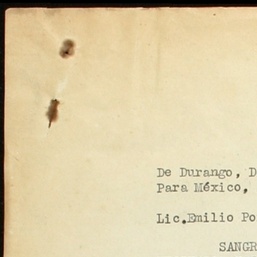 De Durango, D
Para México,
Lic.Emilio Po
SANGR